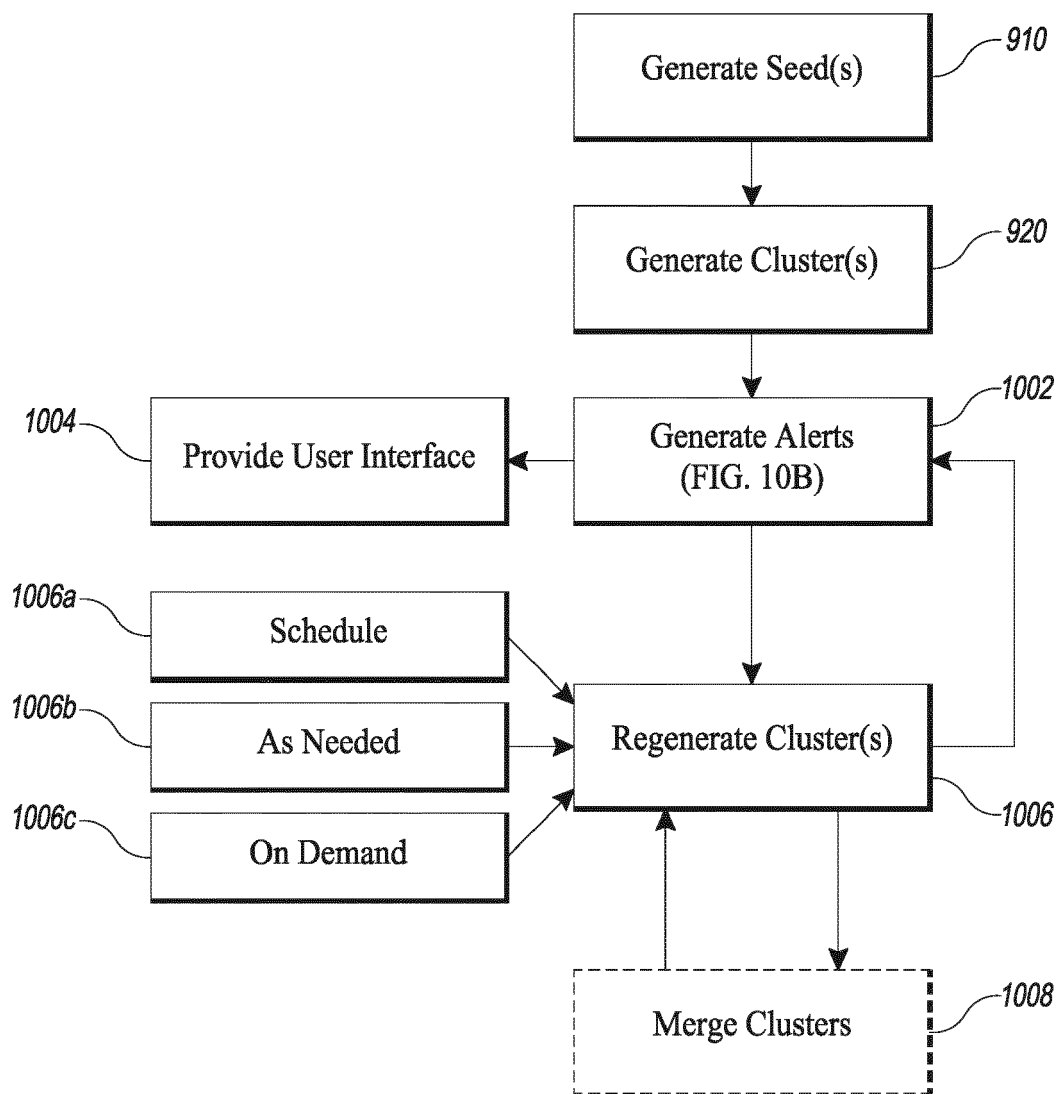 Generate Seed(s)
910
Generate Cluster(s)
920
1004
Provide User Interface
Generate Alerts
(FIG. 10B)
1002
1006a
Schedule
1006b
As Needed
1006c
On Demand
Regenerate Cluster(s)
1006
Merge Clusters
1008